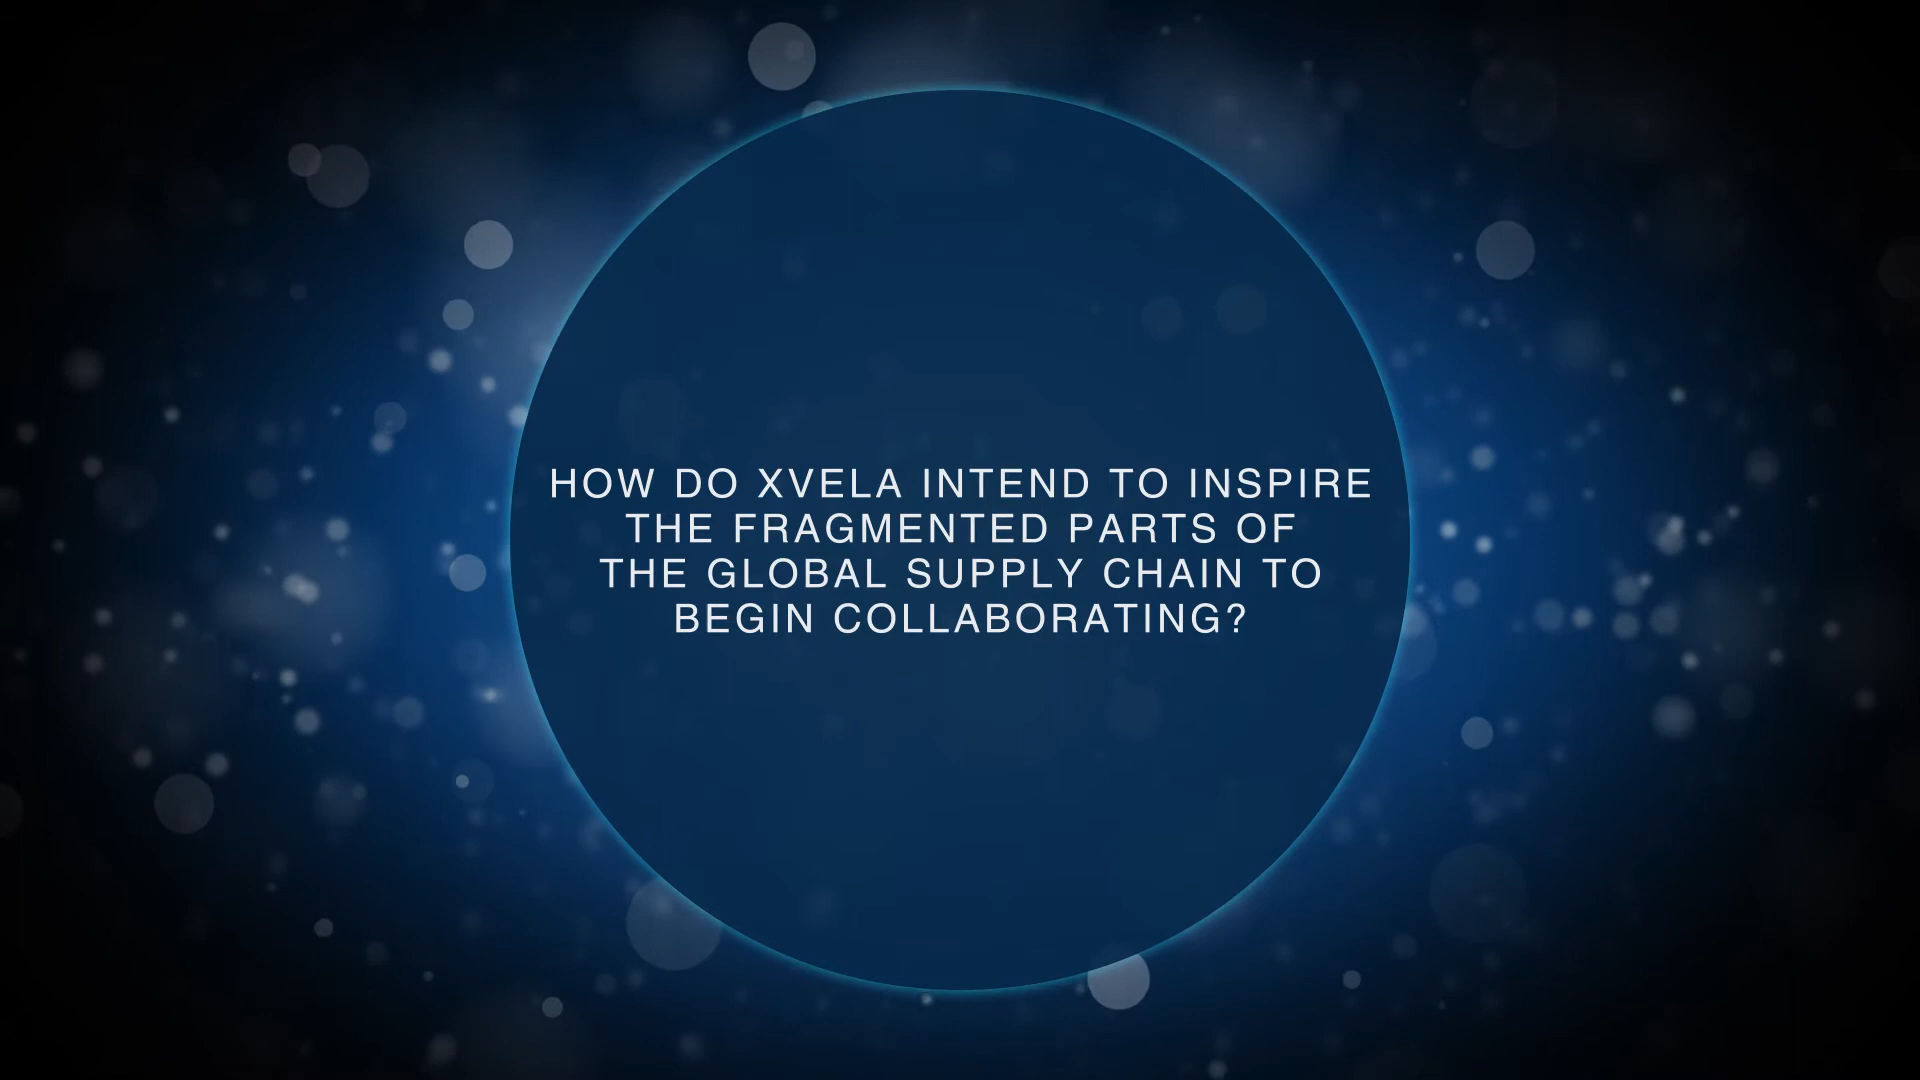 HOW DO XVELA INTEND TO INSPIRE
THE FRAGMENTED PARTS OF
THE GLOBAL SUPPLY CHAIN TO
BEGIN COLLABORATING?